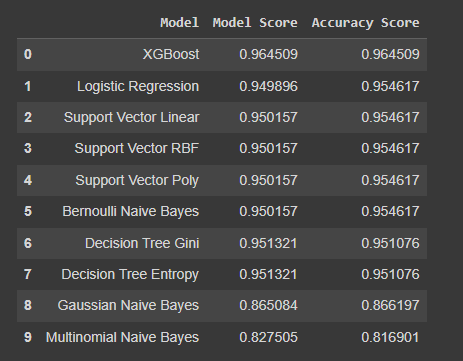 Model Model Score Accuracy Score
0 XGBoost 0.964509 0.964509
1 Logistic Regression 0.949896 0.954617
2 Support Vector Linear 0.950157 0.954617
3 Support Vector RBF 0.950157 0.954617
4 Support Vector Poly 0.950157 0.954617
5 Bernoulli Naive Bayes 0.950157 0.954617
6 Decision Tree Gini 0.951321 0.951076
7 Decision Tree Entropy 0.951321 0.951076
8 Gaussian Naive Bayes 0.865084 0.866197
9 Multinomial Naive Bayes 0.827505 0.816901